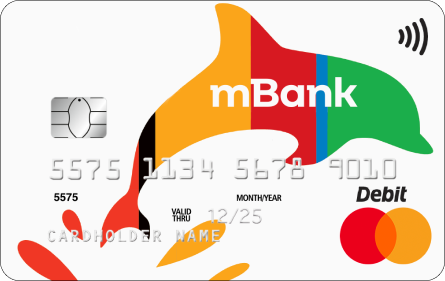 mBank
5575 1134 5678 9010
5575
MONTH/YEAR
Debit
VALID THRU 12/25
CARDHOLDER NAME